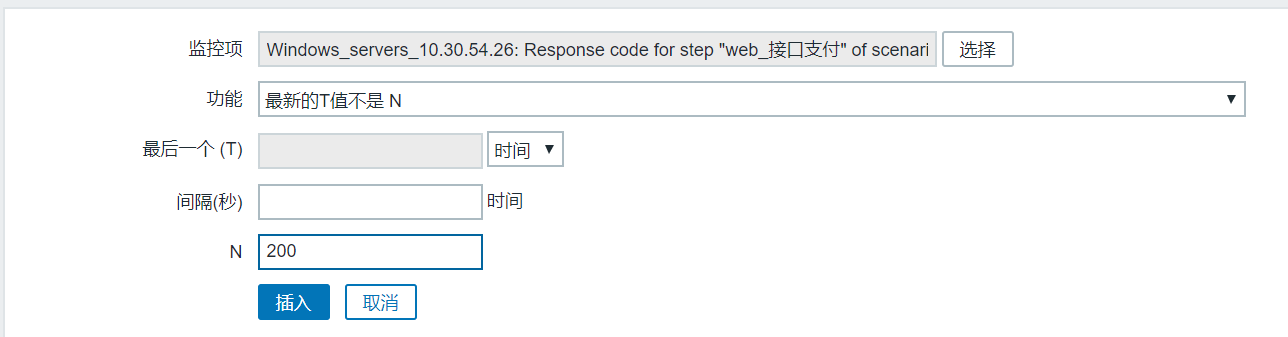 监控项 Windows_servers_10.30.54.26: Response code for step "web_接口支付" of scenari 选择
功能 最新的T值不是 N
最后一个 (T) 时间
间隔(秒) 时间
N 200
插入 取消